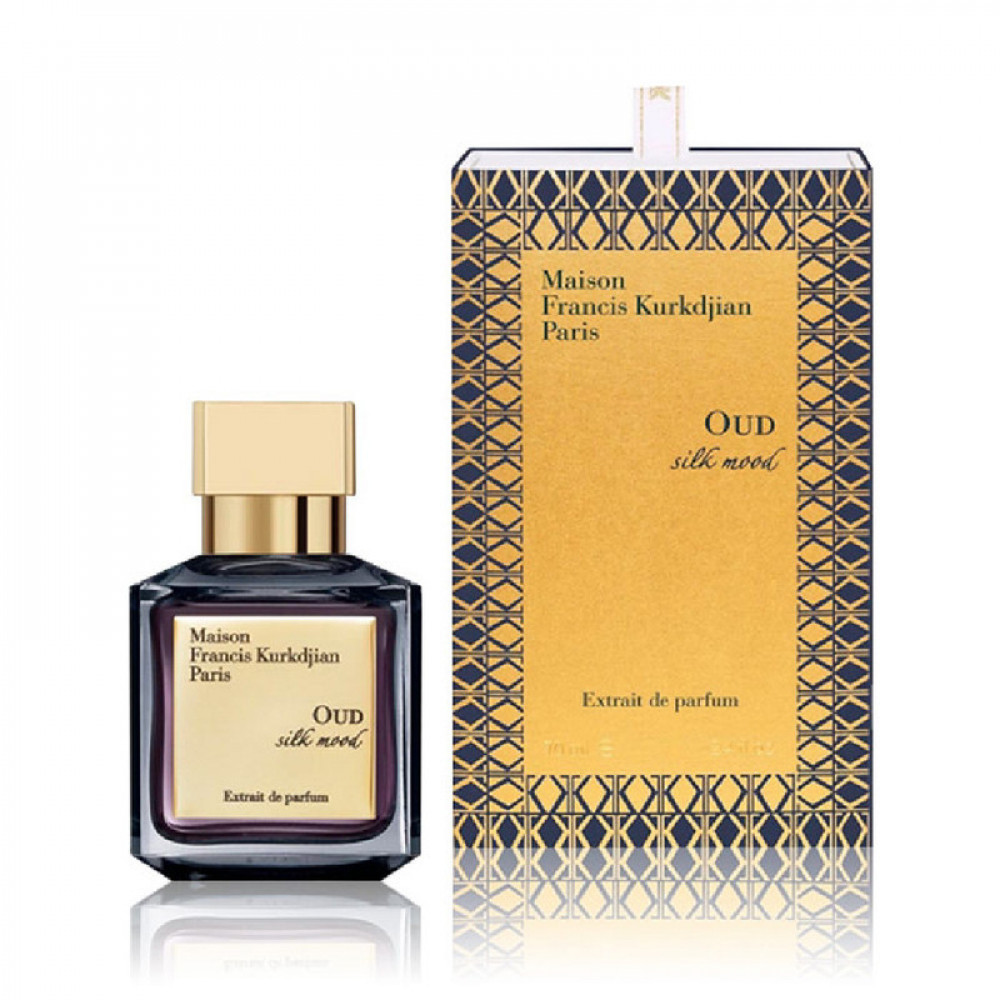 Maison
Francis Kurkdjian
Paris
OUD
silk mood
Extrait de parfum
Maison
Francis Kurkdjian
Paris
OUD
silk mood
Extrait de parfum